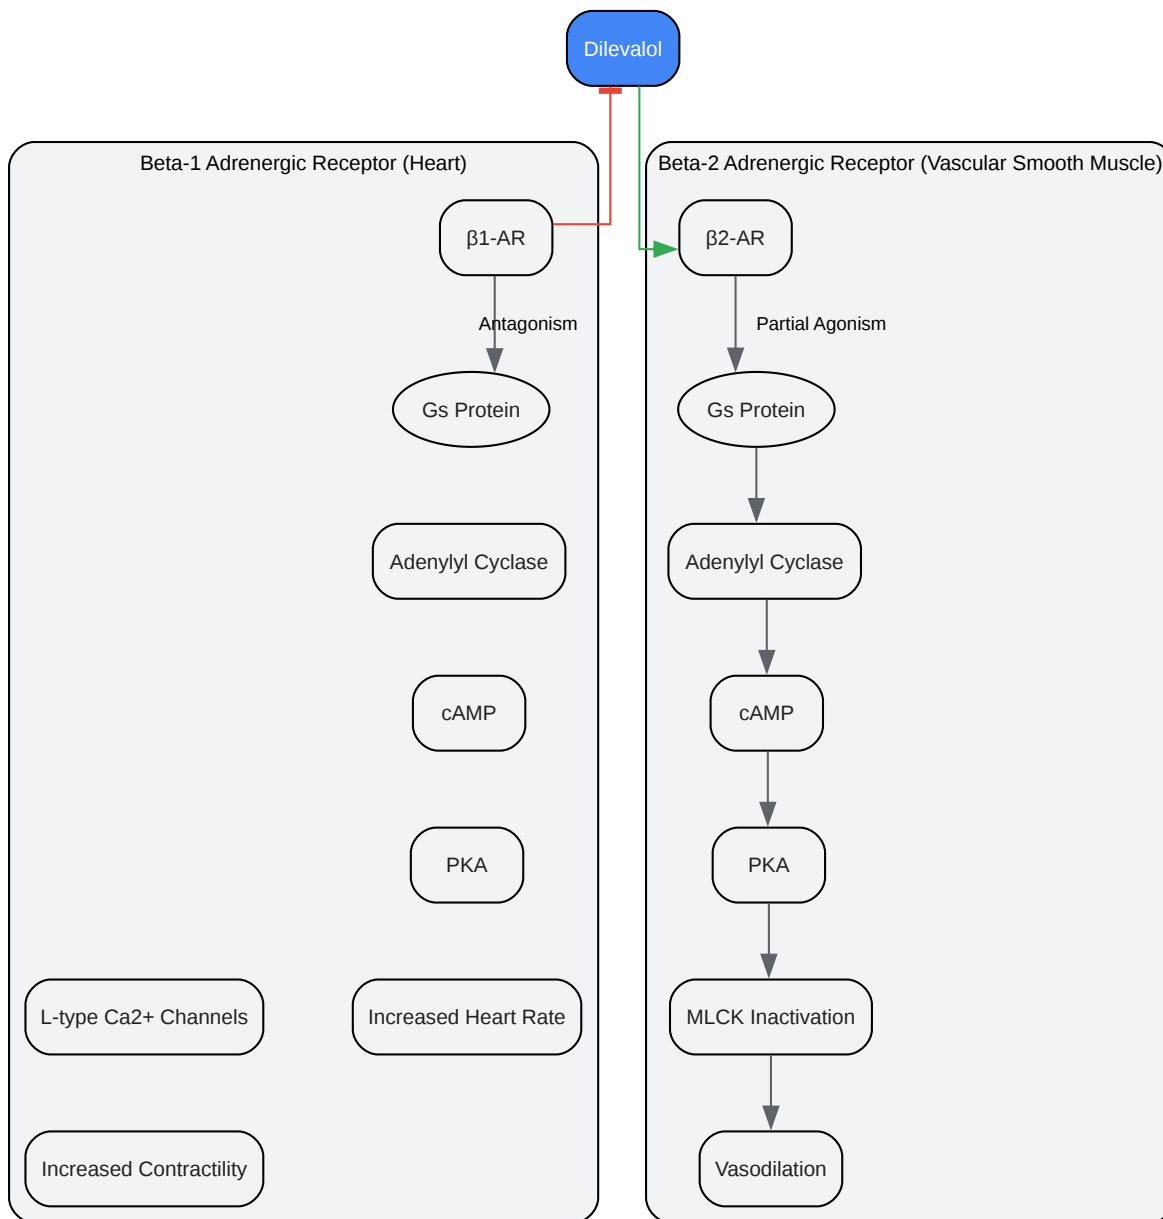 Dilevalol
Beta-1 Adrenergic Receptor (Heart)
β1-AR
Antagonism
Gs Protein
Adenylyl Cyclase
cAMP
PKA
L-type Ca2+ Channels
Increased Heart Rate
Increased Contractility
Beta-2 Adrenergic Receptor (Vascular Smooth Muscle)
β2-AR
Partial Agonism
Gs Protein
Adenylyl Cyclase
cAMP
PKA
MLCK Inactivation
Vasodilation